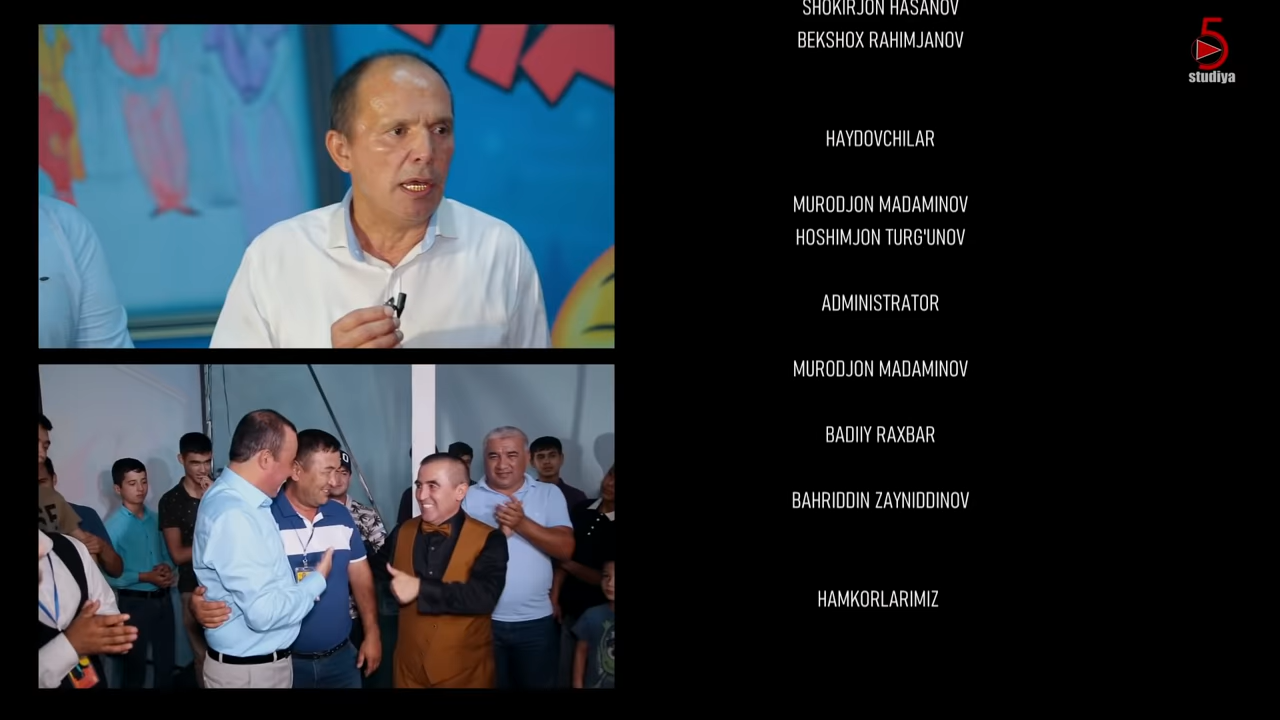 SHOKIRJON HASANOV
BEKSHOX RAHIMJANOV
HAYDOVCHILAR
MURODJON MADAMINOV
HOSHIMJON TURG'UNOV
ADMINISTRATOR
MURODJON MADAMINOV
BADIIY RAXBAR
BAHRIDDIN ZAYNIDDINOV
HAMKORLARIMIZ
5
studiya